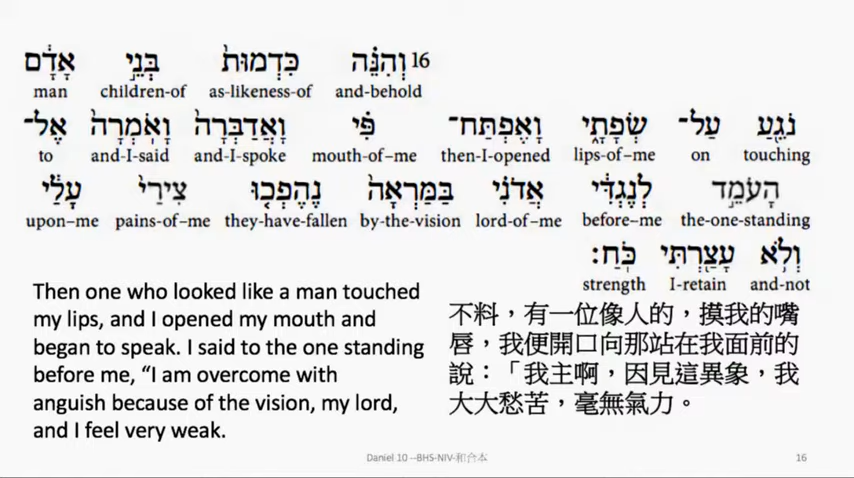 16 וְהִנֵּ֗ה כִּדְמוּת֙ בְּנֵ֣י אָדָ֔ם
and-behold as-likeness-of children-of man
נֹגֵ֖עַ עַל־ שְׂפָתָ֑י וָאֶפְתַּח־ פִּ֗י וָאֲדַבְּרָה֙ וָאֹֽמְרָה֙ אֶל־
touching on lips-of-me then-I-opened mouth-of-me and-I-spoke and-I-said to
הָעֹמֵ֣ד לְנֶגְדִּ֔י אֲדֹנִ֗י בַּמַּרְאָה֙ נֶהֶפְכ֤וּ צִירַי֙ עָלַ֔י
the-one-standing before-me lord-of-me by-the-vision they-have-fallen pains-of-me upon-me
וְלֹ֥א עָצַ֖רְתִּי כֹּֽחַ׃
and-not I-retain strength
Then one who looked like a man touched
my lips, and I opened my mouth and
began to speak. I said to the one standing
before me, “I am overcome with
anguish because of the vision, my lord,
and I feel very weak.
不料，有一位像人的，摸我的嘴
唇，我便開口向那站在我面前的
說：「我主啊，因見這異象，我
大大愁苦，毫無氣力。
Daniel 10 --BHS-NIV-和合本
16